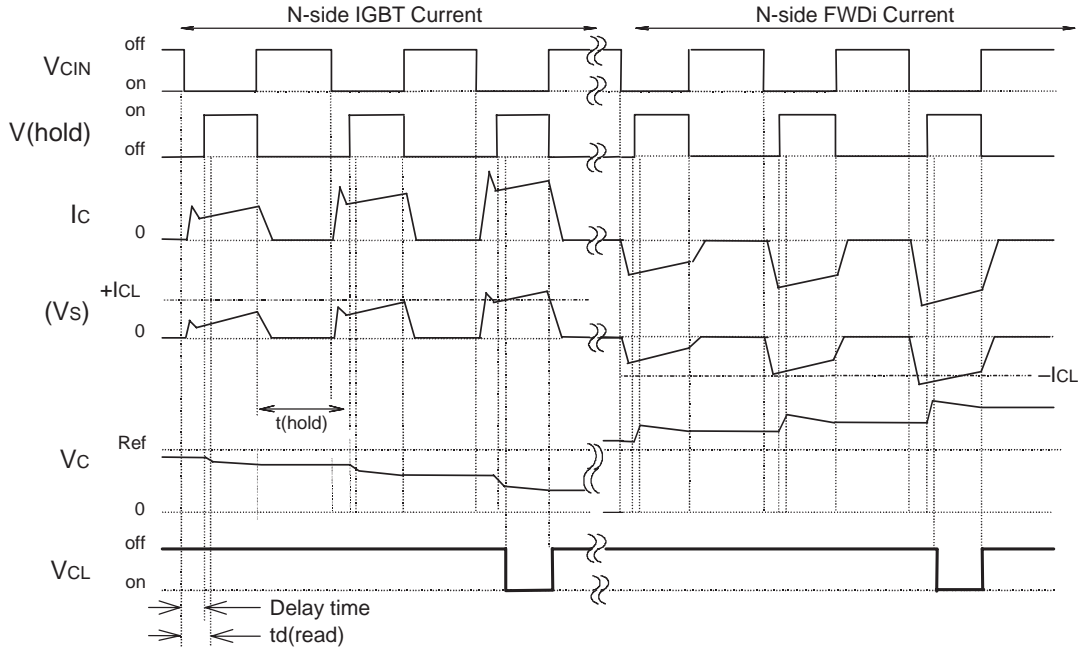 N-side IGBT Current
N-side FWDi Current
VCIN
off
on
V(hold)
on
off
IC
0
+ICL
(VS)
0
–ICL
t(hold)
Ref
VC
0
off
VCL
on
Delay time
td(read)